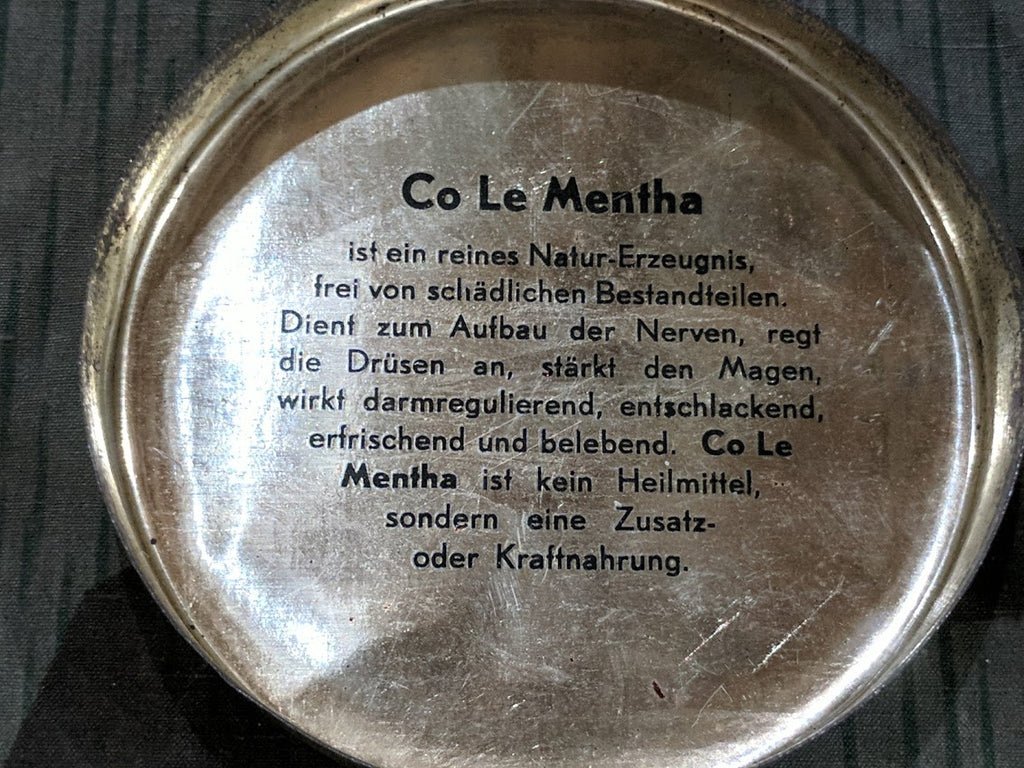 Co Le Mentha
ist ein reines Natur-Erzeugnis,
frei von schädlichen Bestandteilen.
Dient zum Aufbau der Nerven, regt
die Drüsen an, stärkt den Magen,
wirkt darmregulierend, entschlackend,
erfrischend und belebend. Co Le
Mentha ist kein Heilmittel,
sondern eine Zusatz-
oder Kraftnahrung.